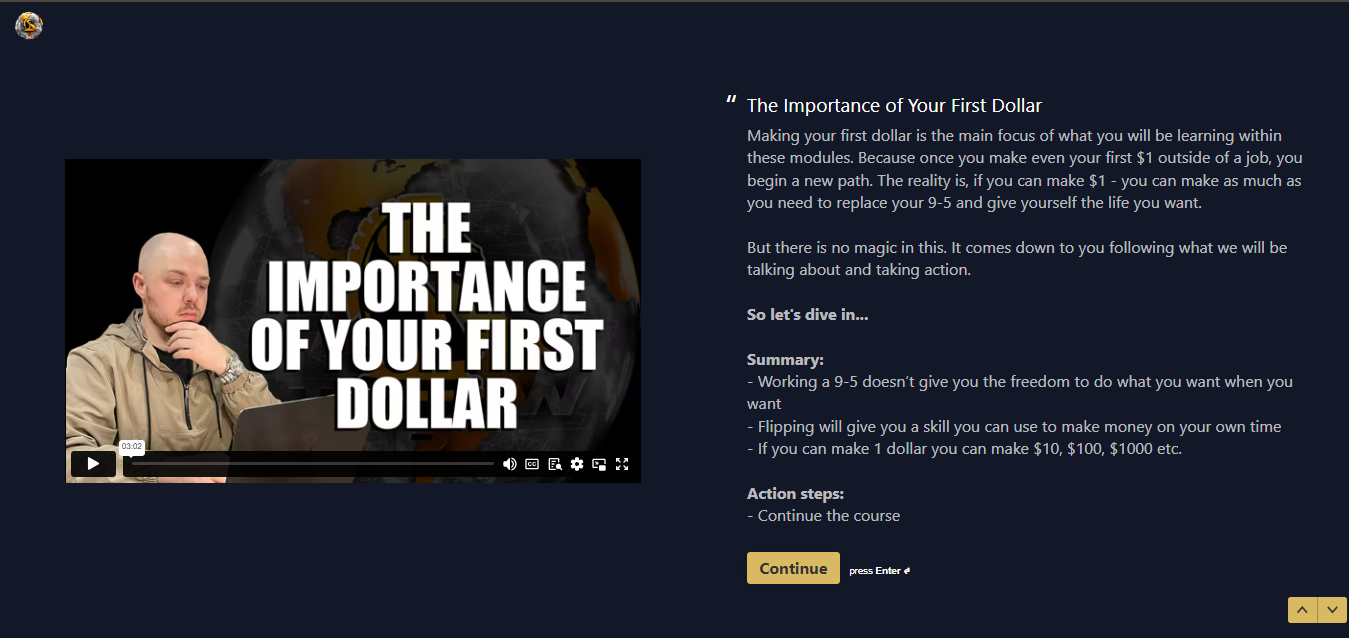 “ The Importance of Your First Dollar
Making your first dollar is the main focus of what you will be learning within
these modules. Because once you make even your first $1 outside of a job, you
begin a new path. The reality is, if you can make $1 - you can make as much as
you need to replace your 9-5 and give yourself the life you want.
But there is no magic in this. It comes down to you following what we will be
talking about and taking action.
So let's dive in...
Summary:
- Working a 9-5 doesn’t give you the freedom to do what you want when you
want
- Flipping will give you a skill you can use to make money on your own time
- If you can make 1 dollar you can make $10, $100, $1000 etc.
Action steps:
- Continue the course
Continue
press Enter
THE
IMPORTANCE
OF YOUR FIRST
DOLLAR
03:02
CC